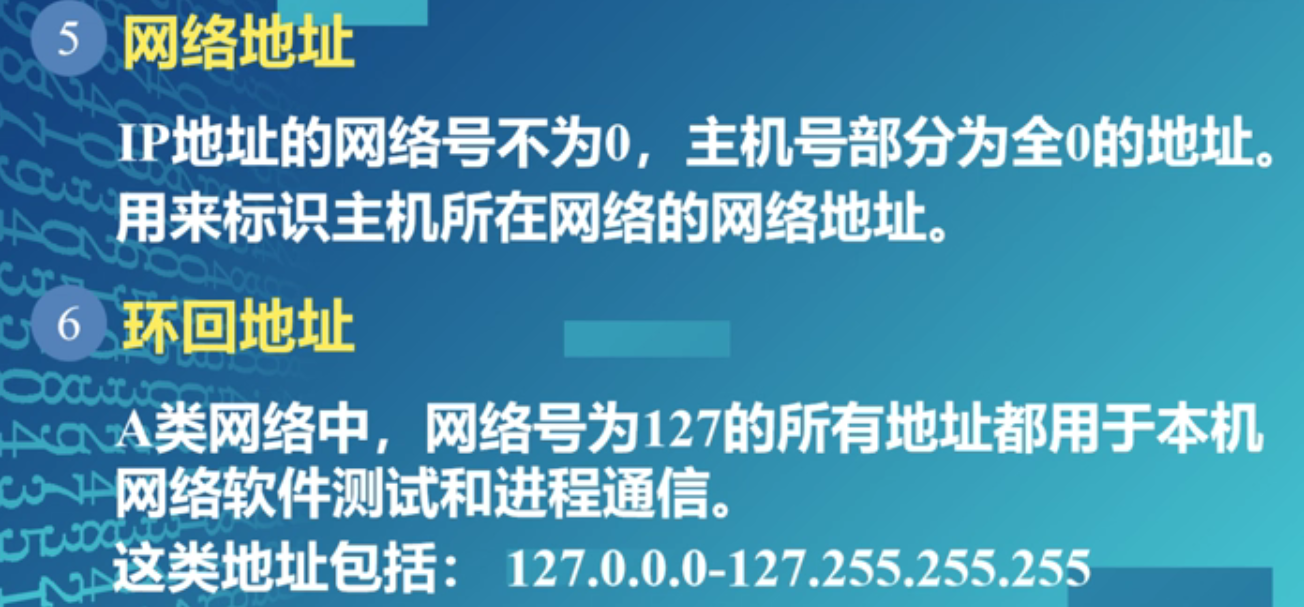 5 网络地址
IP地址的网络号不为0，主机号部分为全0的地址。
用来标识主机所在网络的网络地址。
6 环回地址
A类网络中，网络号为127的所有地址都用于本机
网络软件测试和进程通信。
这类地址包括： 127.0.0.0-127.255.255.255